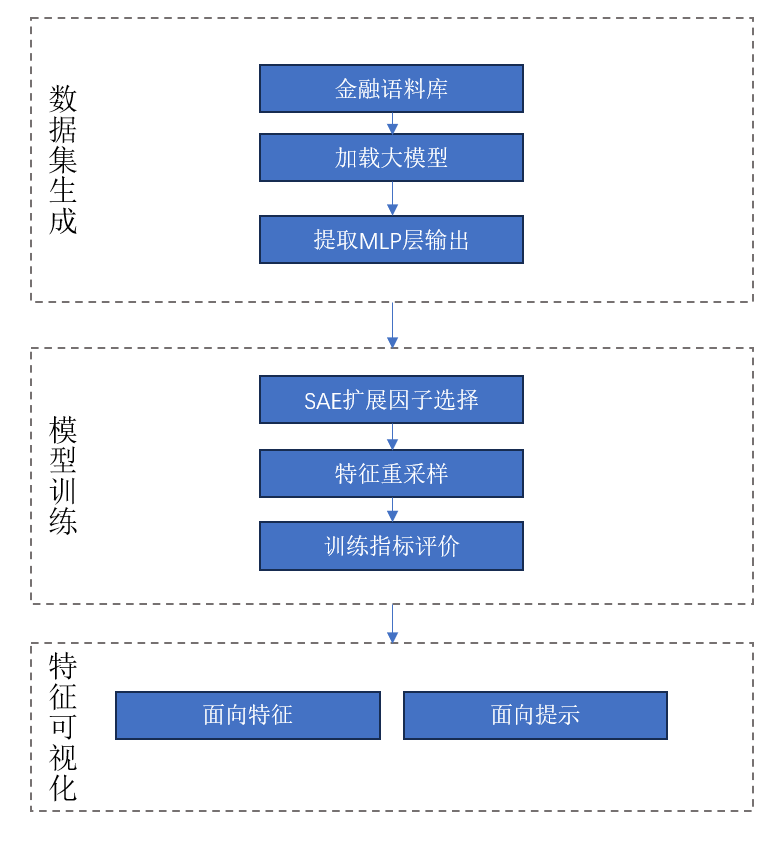 数据集生成
金融语料库
加载大模型
提取MLP层输出
模型训练
SAE扩展因子选择
特征重采样
训练指标评价
特征可视化
面向特征
面向提示